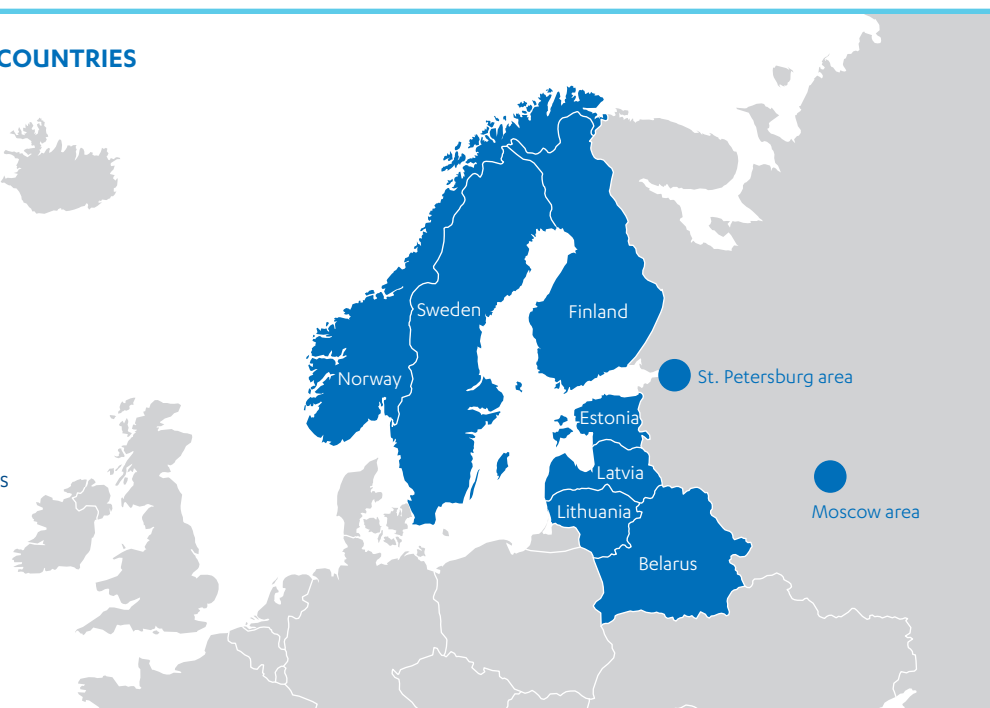 COUNTRIES
Sweden
Finland
Norway
St. Petersburg area
Estonia
Latvia
s
Lithuania
Moscow area
Belarus